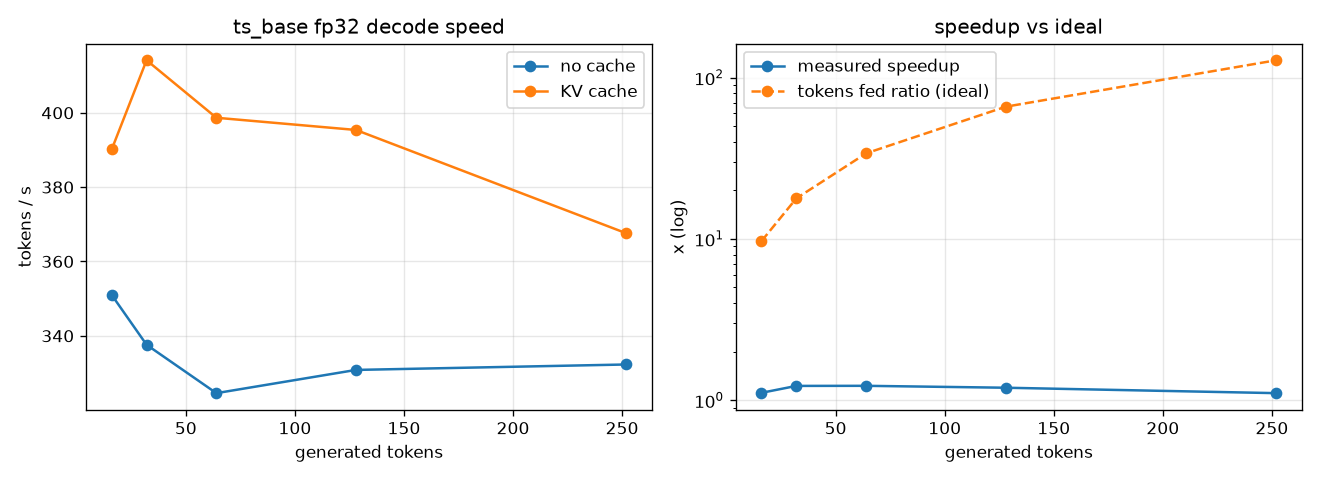 ts_base fp32 decode speed
no cache
KV cache
400
380
360
340
tokens / s
50
100
150
200
250
generated tokens
speedup vs ideal
measured speedup
tokens fed ratio (ideal)
10²
10¹
10⁰
x (log)
50
100
150
200
250
generated tokens